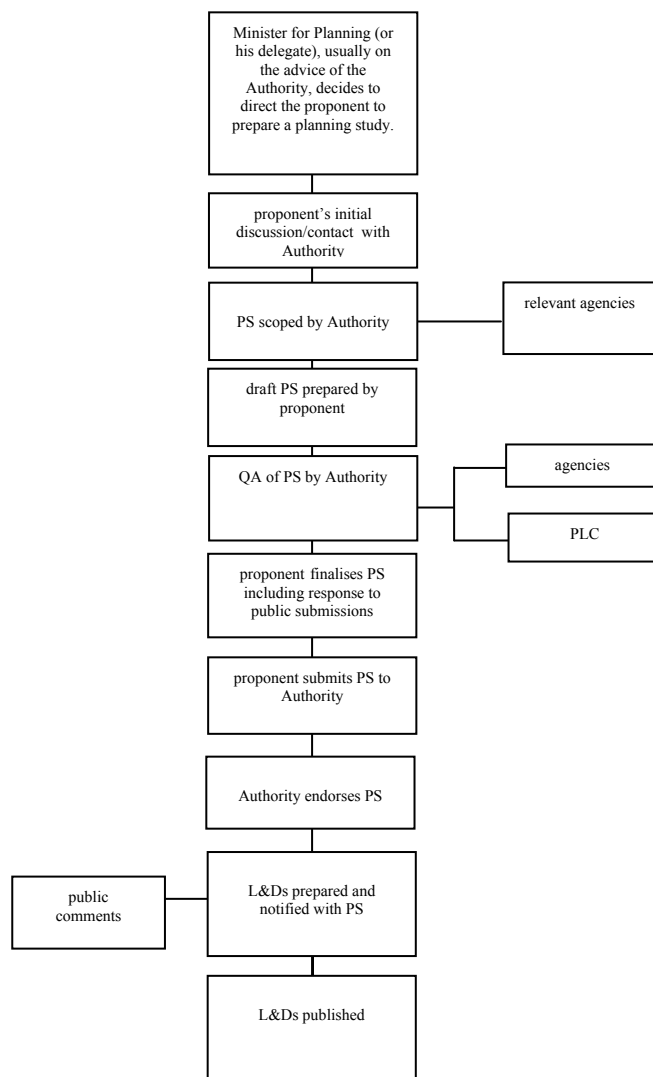 Minister for Planning (or
his delegate), usually on
the advice of the
Authority, decides to
direct the proponent to
prepare a planning study.
proponent's initial
discussion/contact with
Authority
PS scoped by Authority
relevant agencies
draft PS prepared by
proponent
QA of PS by Authority
agencies
PLC
proponent finalises PS
including response to
public submissions
proponent submits PS to
Authority
Authority endorses PS
public
comments
L&Ds prepared and
notified with PS
L&Ds published